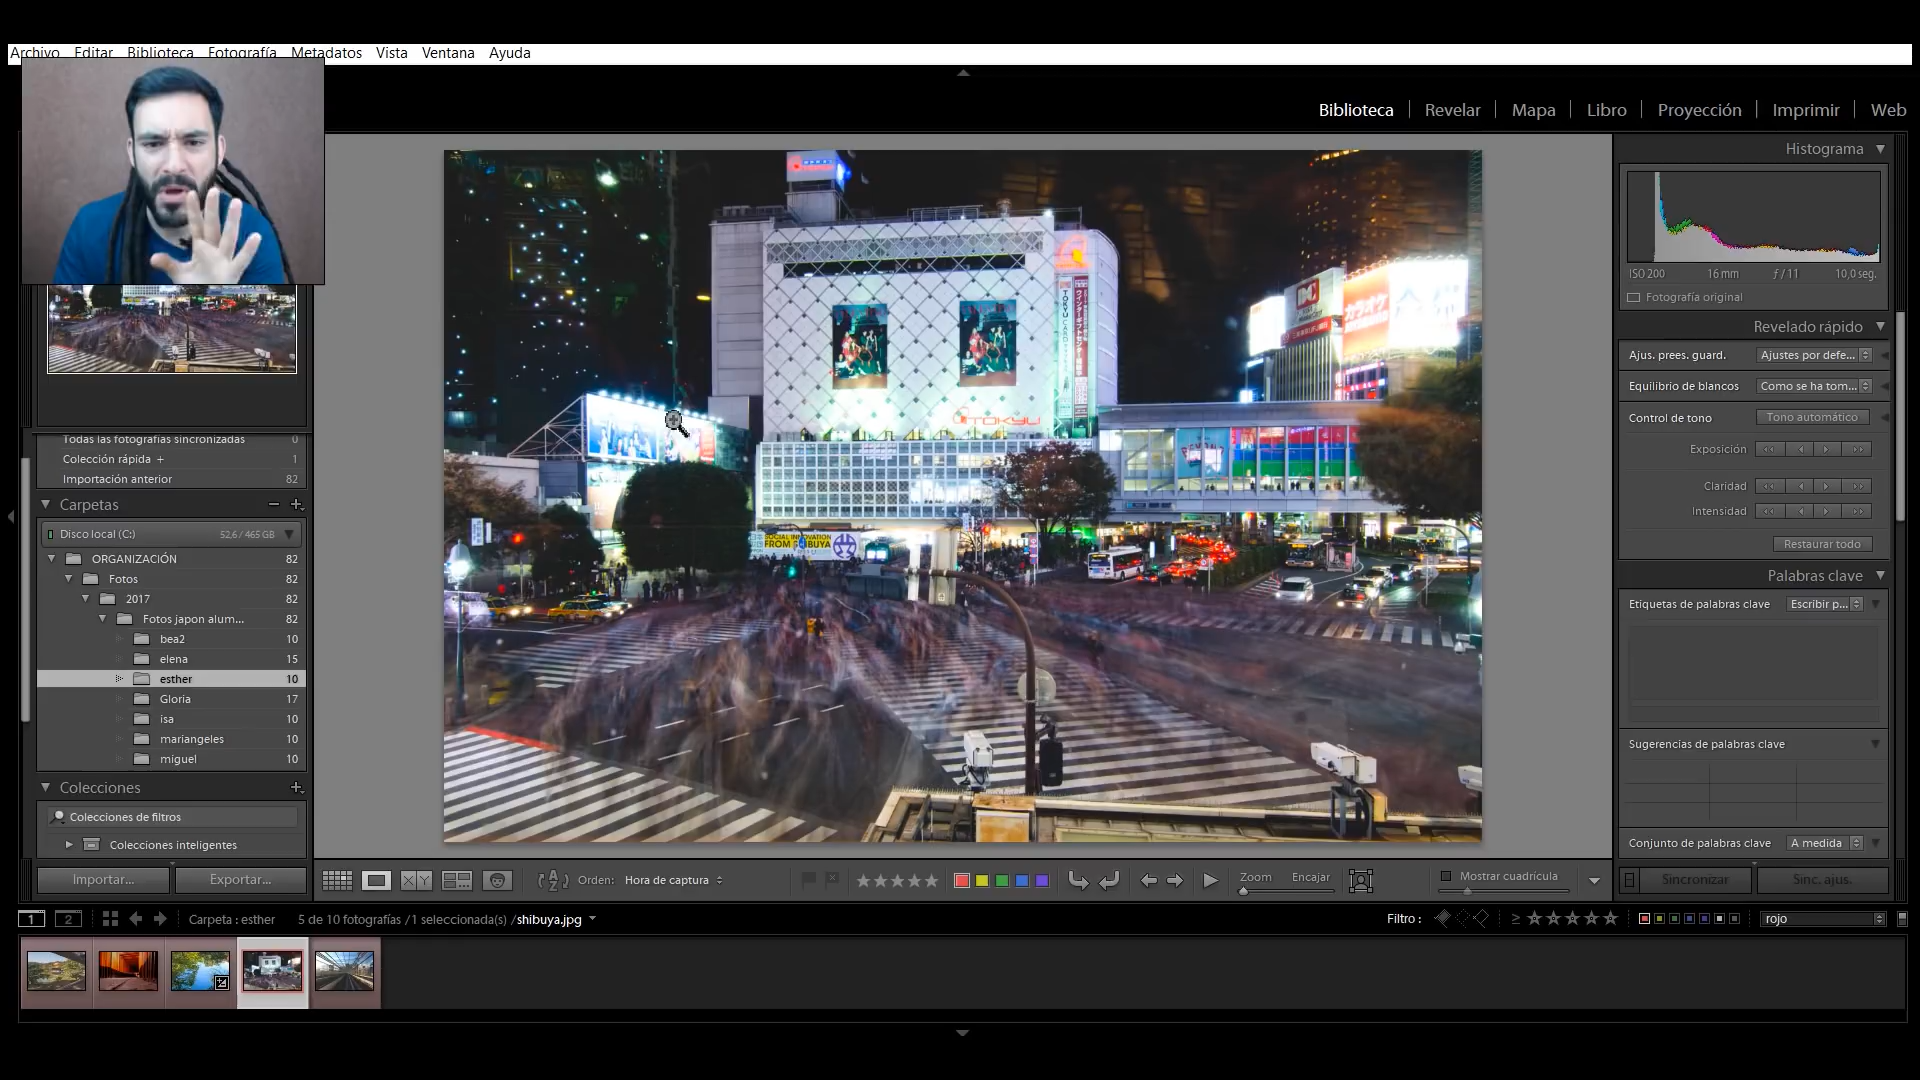 Archivo Editar Biblioteca Fotografía Metadatos Vista Ventana Ayuda
Biblioteca | Revelar | Mapa | Libro | Proyección | Imprimir | Web
Histograma
ISO 200 16 mm ƒ / 11 10,0 seg.
Fotografía original
Revelado rápido
Ajus. prees. guard. Ajustes por defe...
Equilibrio de blancos Como se ha tom...
Control de tono Tono automático
Exposición
Claridad
Intensidad
Restaurar todo
Palabras clave
Etiquetas de palabras clave Escribir p...
Sugerencias de palabras clave
Conjunto de palabras clave A medida
Sincronizar Sinc. ajus.
Todas las fotografías sincronizadas 0
Colección rápida + 1
Importación anterior 82
Carpetas
Disco local (C:) 52,6 / 465 GB
ORGANIZACIÓN 82
Fotos 82
2017 82
Fotos japon alum... 82
bea2 10
elena 15
esther 10
Gloria 17
isa 10
mariangeles 10
miguel 10
Colecciones
Colecciones de filtros
Colecciones inteligentes
Importar... Exportar...
TOKYU
TOKYU CARD
カラオケ
SOCIAL INNOVATION
FROM SHIBUYA
XY
Orden: Hora de captura
Zoom Encajar
Mostrar cuadrícula
1 2 Carpeta : esther 5 de 10 fotografías /1 seleccionada(s) /shibuya.jpg
Filtro : ≥ rojo